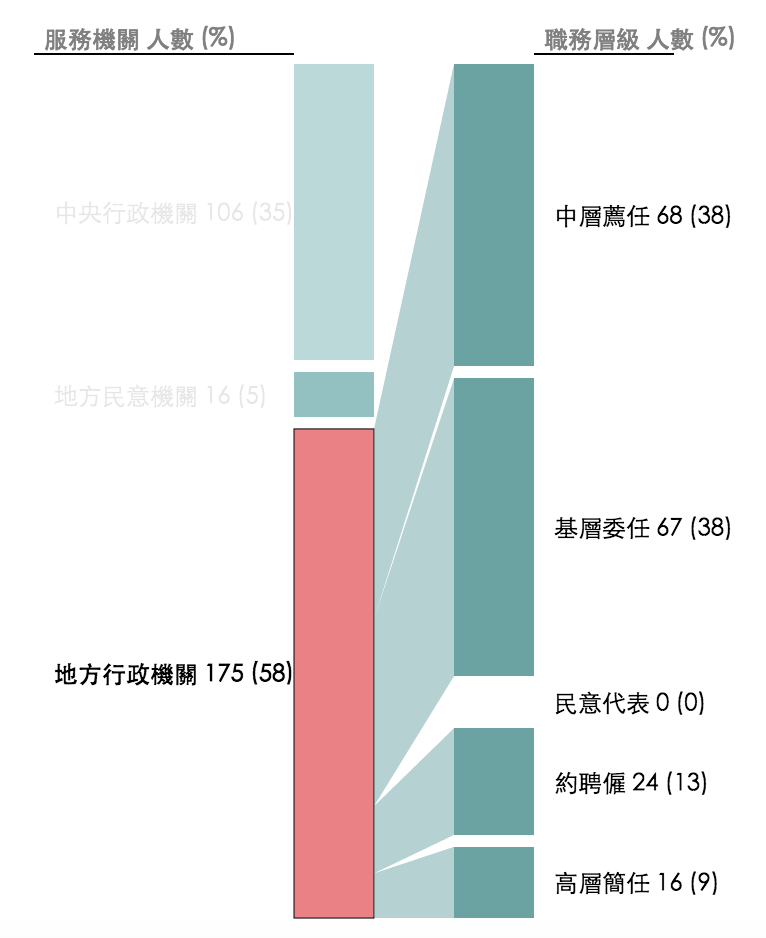 服務機關 人數 (%)
職務層級 人數 (%)
中央行政機關 106 (35)
中層薦任 68 (38)
地方民意機關 16 (5)
基層委任 67 (38)
地方行政機關 175 (58)
民意代表 0 (0)
約聘僱 24 (13)
高層簡任 16 (9)